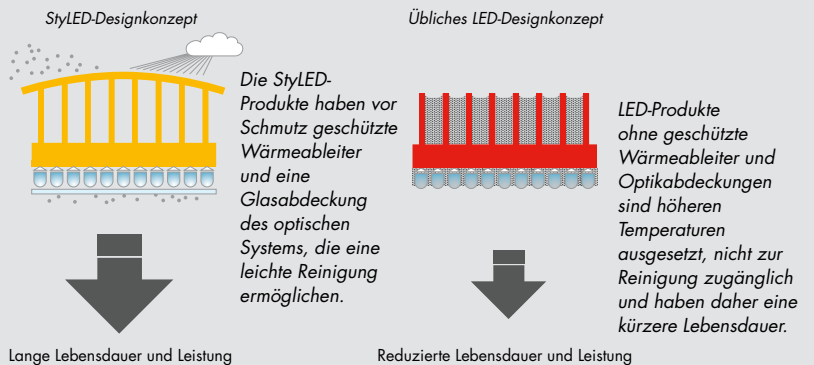 StyLED-Designkonzept
Die StyLED-
Produkte haben vor
Schmutz geschützte
Wärmeableiter
und eine
Glasabdeckung
des optischen
Systems, die eine
leichte Reinigung
ermöglichen.
Lange Lebensdauer und Leistung
Übliches LED-Designkonzept
LED-Produkte
ohne geschützte
Wärmeableiter und
Optikabdeckungen
sind höheren
Temperaturen
ausgesetzt, nicht zur
Reinigung zugänglich
und haben daher eine
kürzere Lebensdauer.
Reduzierte Lebensdauer und Leistung